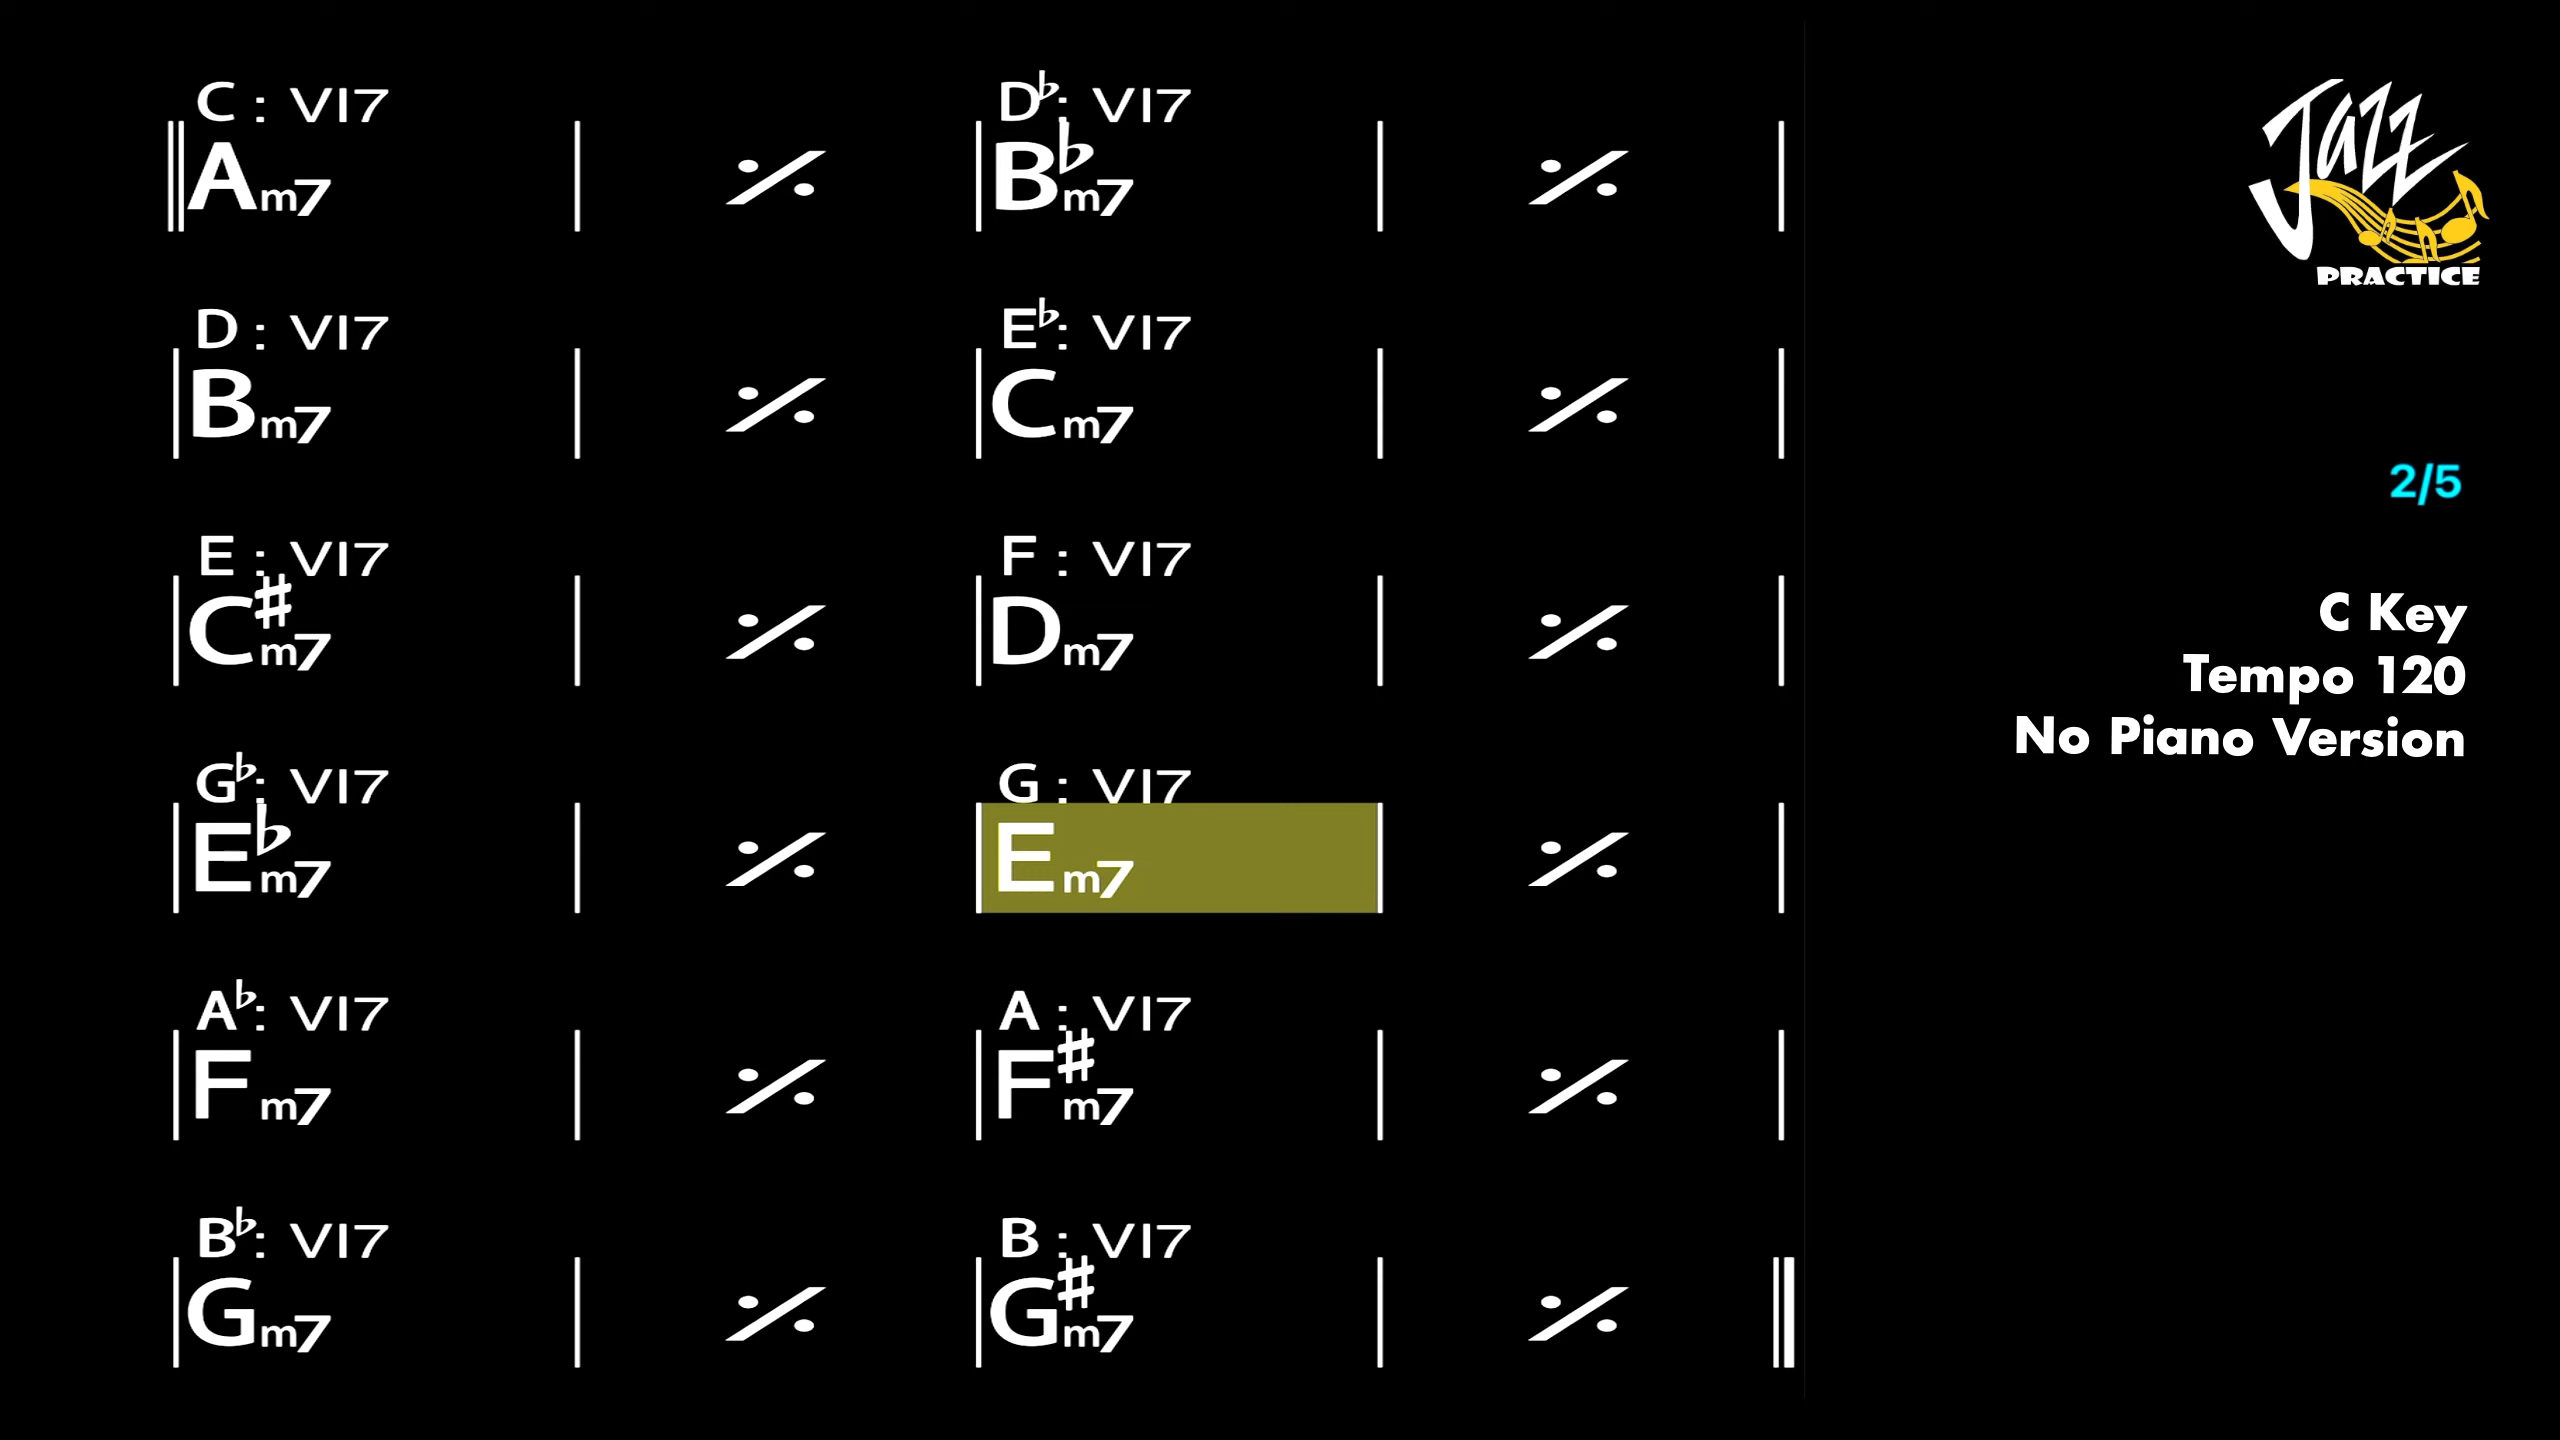 C : VI7 D♭: VI7
Am7 % B♭m7 %
D : VI7 E♭: VI7
Bm7 % Cm7 %
E : VI7 F : VI7
C♯m7 % Dm7 %
G♭: VI7 G : VI7
E♭m7 % Em7 %
A♭: VI7 A : VI7
Fm7 % F♯m7 %
B♭: VI7 B : VI7
Gm7 % G♯m7 %
Jazz
PRACTICE
2/5
C Key
Tempo 120
No Piano Version